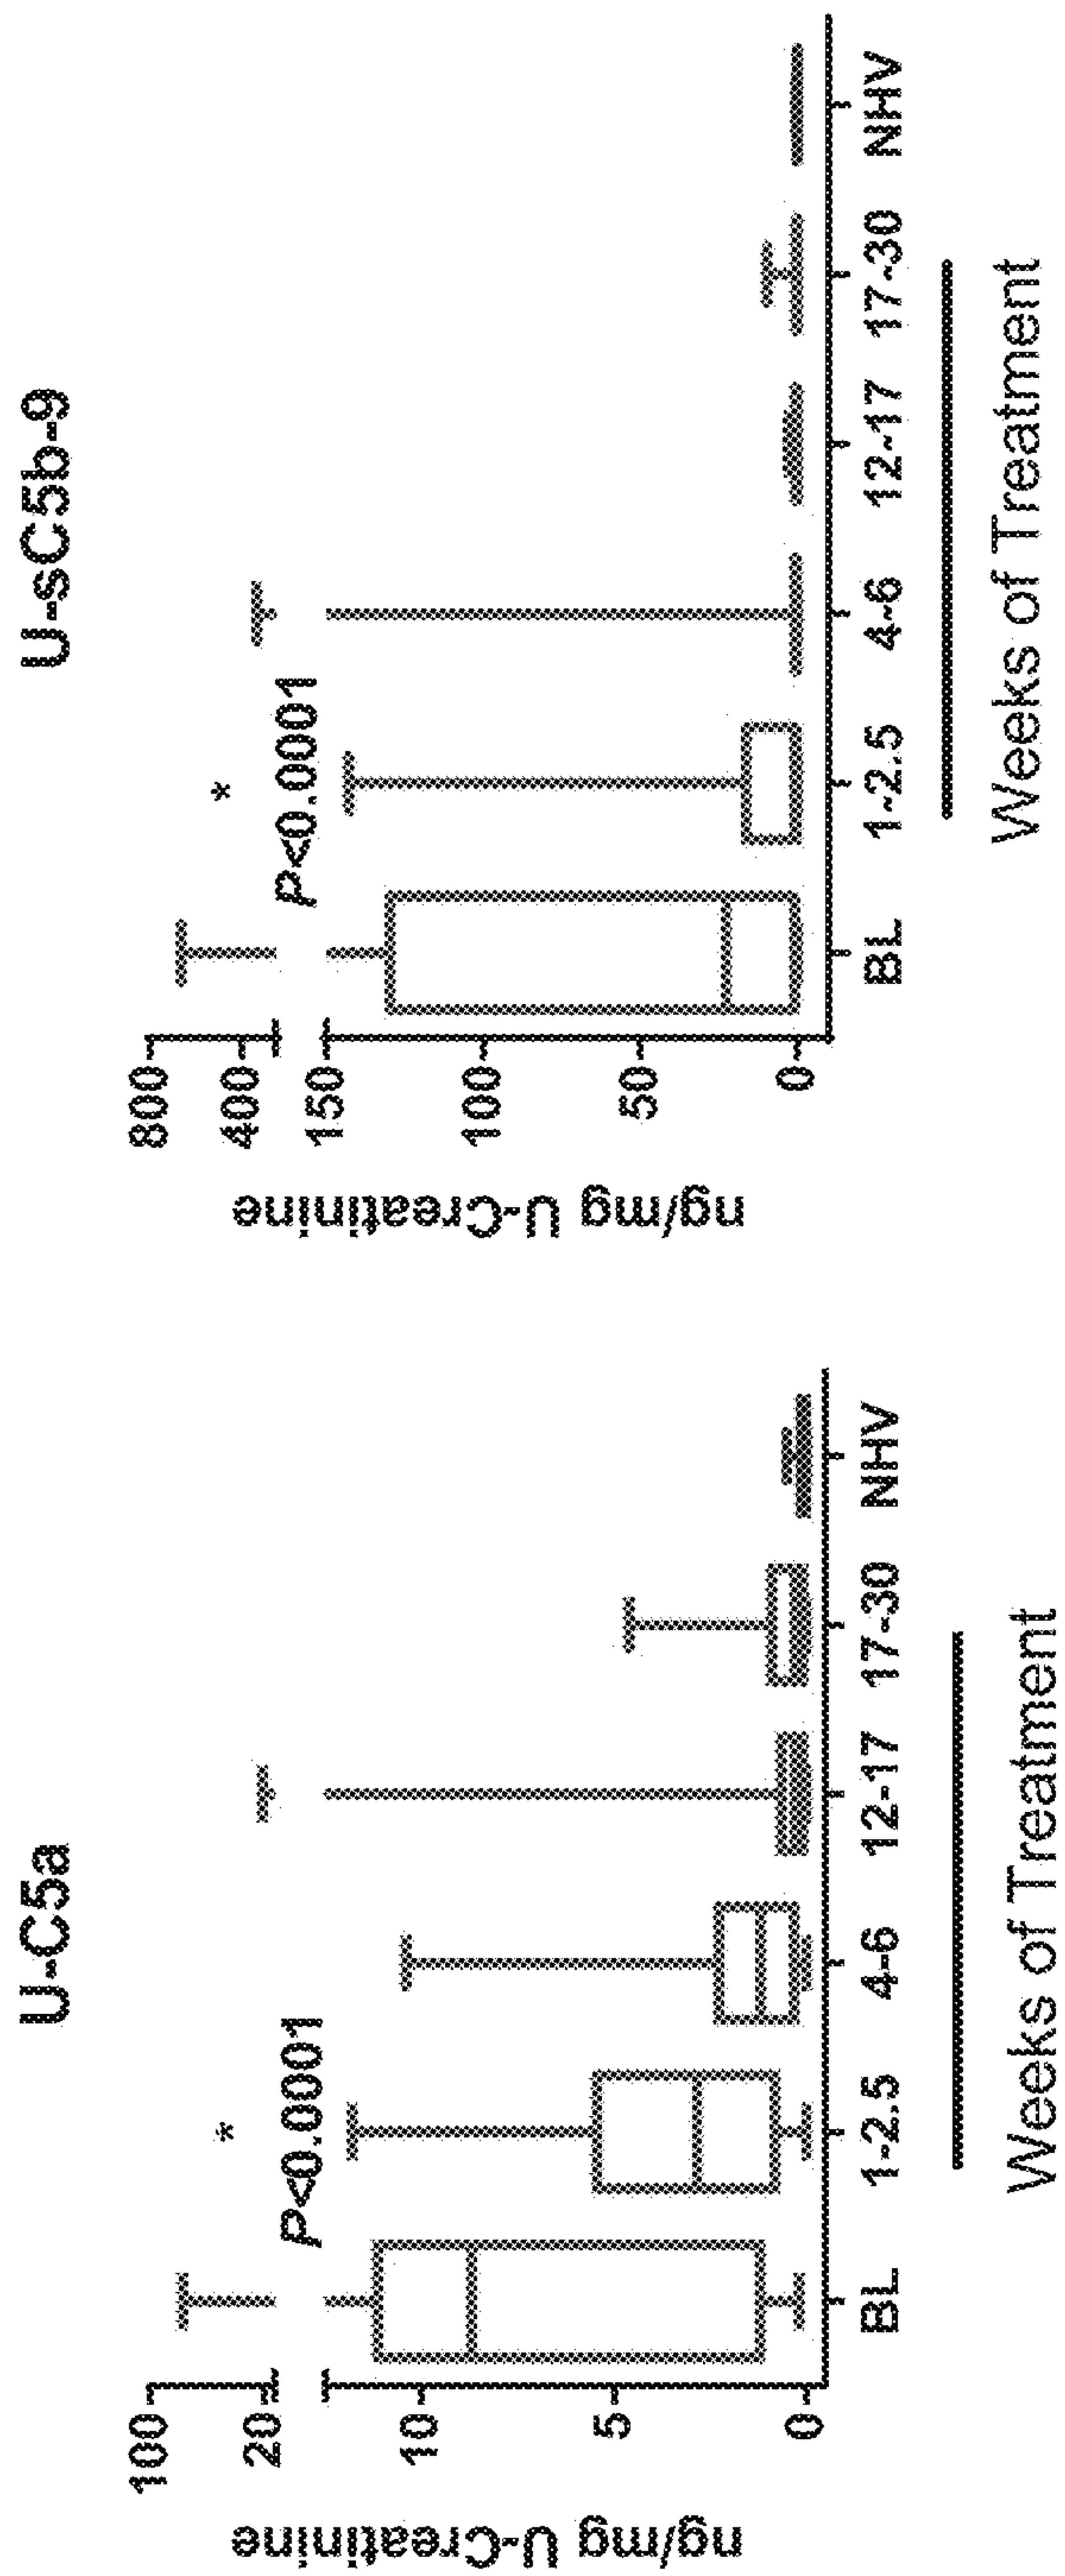 U-C5a
ng/mg U-Creatinine
100
20
10
5
0
*
P<0.0001
BL 1-2.5 4-6 12-17 17-30 NHV
Weeks of Treatment
U-sC5b-9
ng/mg U-Creatinine
800
400
150
100
50
0
*
P<0.0001
BL 1-2.5 4-6 12-17 17-30 NHV
Weeks of Treatment